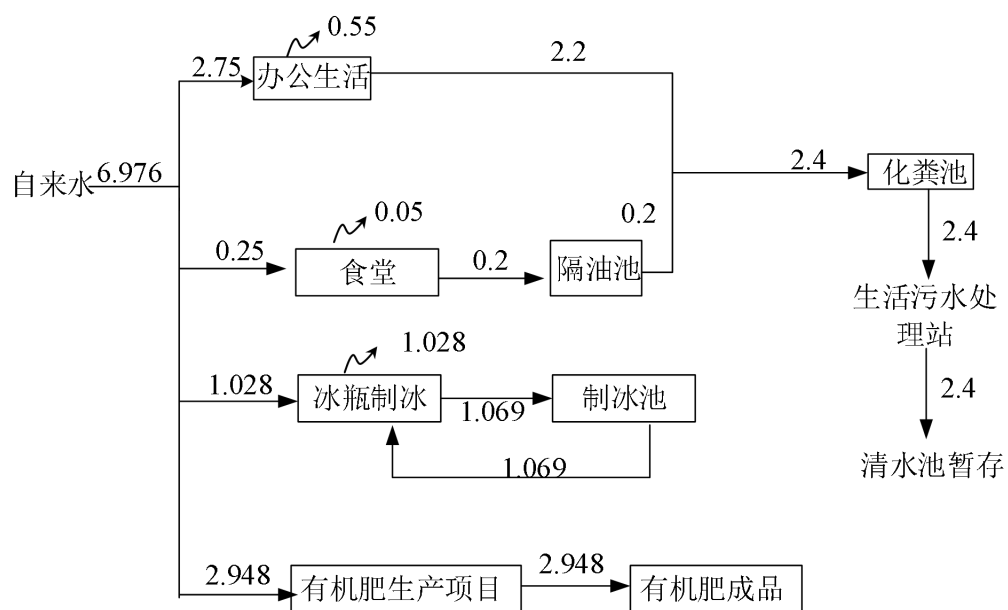 0.55
2.75
办公生活
2.2
自来水
6.976
2.4
化粪池
0.05
0.25
食堂
0.2
隔油池
0.2
2.4
生活污水处
理站
1.028
1.028
冰瓶制冰
1.069
制冰池
2.4
1.069
清水池暂存
2.948
有机肥生产项目
2.948
有机肥成品